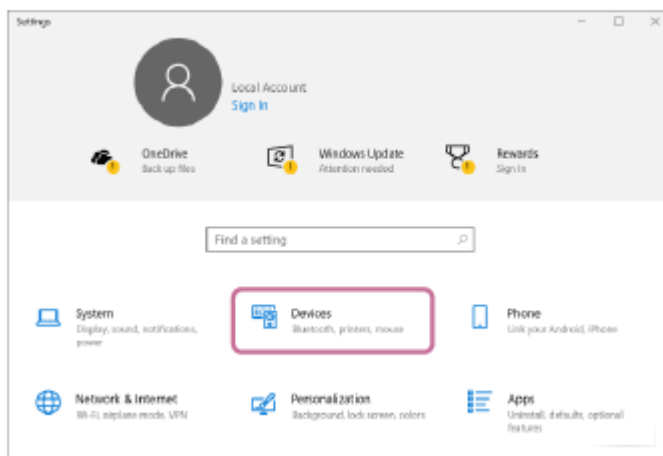 Settings
Local Account
Sign In
OneDrive
Back up files
Windows Update
Attention needed
Rewards
Sign In
Find a setting
System
Display, sound, notifications,
power
Devices
Bluetooth, printers, mouse
Phone
Link your Android, iPhone
Network & Internet
Wi-Fi, airplane mode, VPN
Personalization
Background, lock screen, colors
Apps
Uninstall, defaults, optional
features